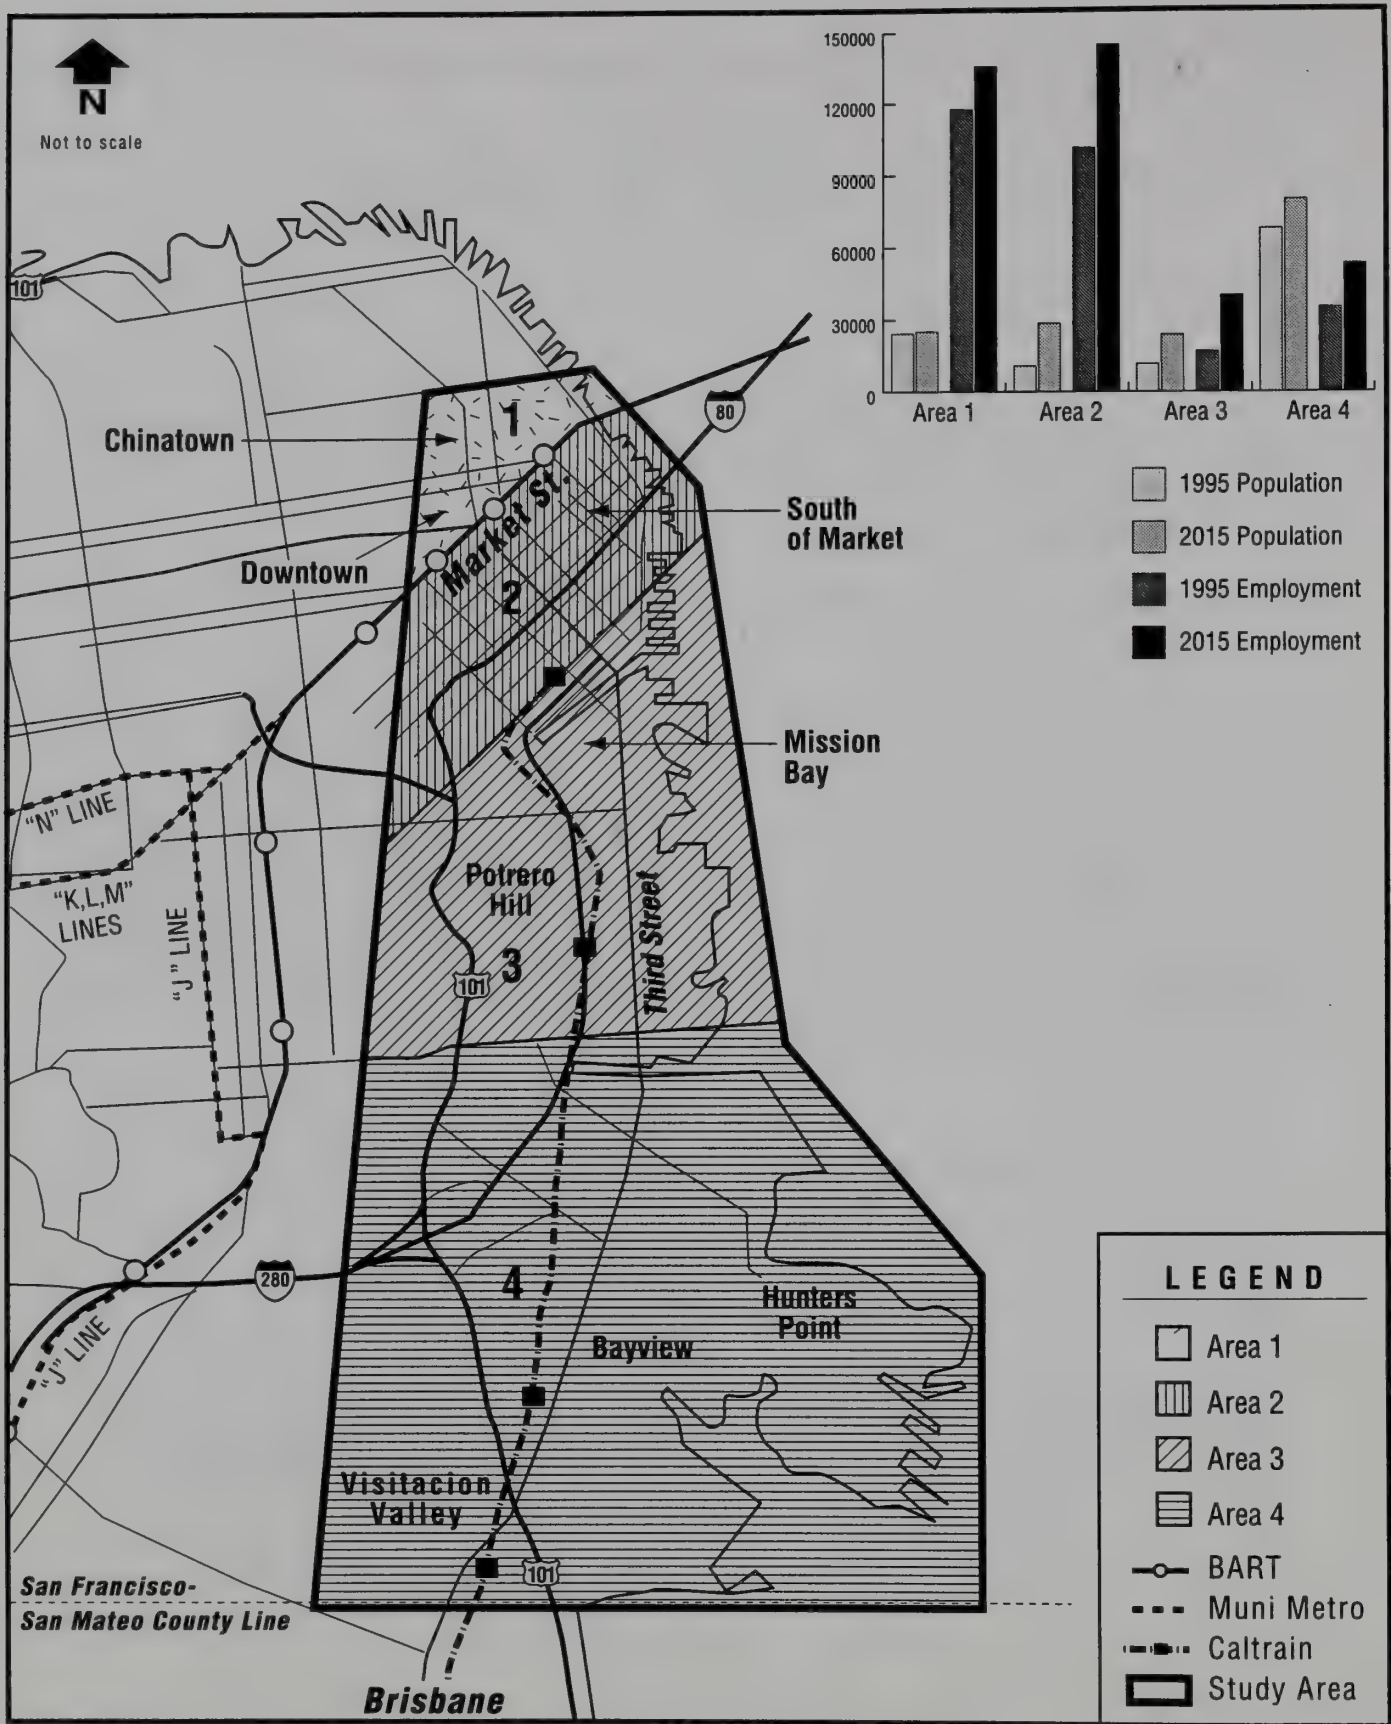 N
Not to scale
150000
120000
90000
60000
30000
0
Area 1
Area 2
Area 3
Area 4
1995 Population
2015 Population
1995 Employment
2015 Employment
101
80
1
Chinatown
Market St.
South
of Market
Downtown
2
Mission
Bay
"N" LINE
"K,L,M"
LINES
"J" LINE
Potrero
Hill
3
Third Street
101
280
4
Hunters
Point
Bayview
"J" LINE
Visitacion
Valley
101
San Francisco-
San Mateo County Line
Brisbane
LEGEND
Area 1
Area 2
Area 3
Area 4
BART
Muni Metro
Caltrain
Study Area